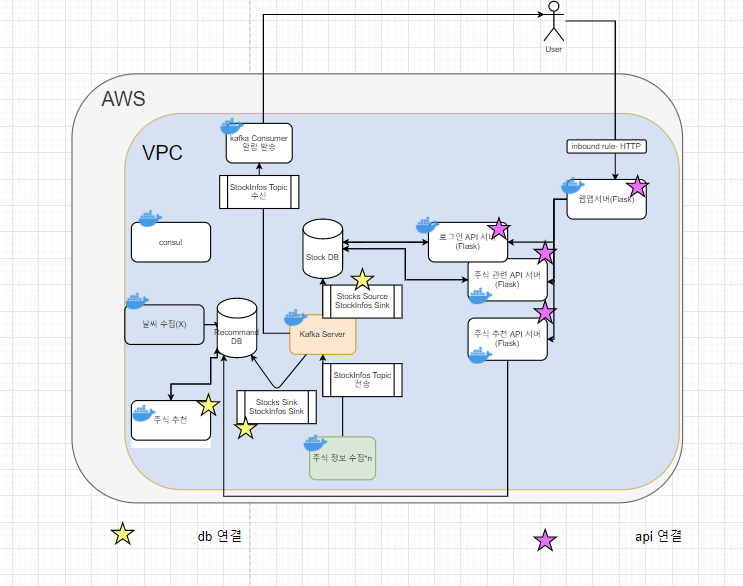 User
AWS
VPC
kafka Consumer
알람 발송
inbound rule- HTTP
StockInfos Topic
수신
웹앱서버(Flask)
consul
Stock DB
로그인 API 서버
(Flask)
주식 관련 API 서버
(Flask)
Stocks Source
StockInfos Sink
날씨 수집(X)
Recommand
DB
Kafka Server
주식 추천 API 서버
(Flask)
StockInfos Topic
전송
Stocks Sink
StockInfos Sink
주식 추천
주식 정보 수집*n
db 연결
api 연결